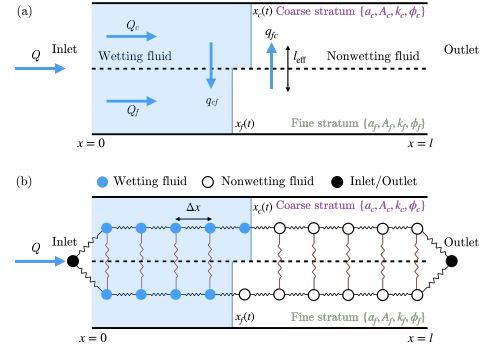 (a)
x_c(t) Coarse stratum {a_c, A_c, k_c, ϕ_c}
Q_c
q_fc
Q Inlet Wetting fluid l_eff Nonwetting fluid Outlet
Q_f q_cf
x_f(t) Fine stratum {a_f, A_f, k_f, ϕ_f}
x = 0 x = l
(b) Wetting fluid Nonwetting fluid Inlet/Outlet
Δx x_c(t) Coarse stratum {a_c, A_c, k_c, ϕ_c}
Q Inlet Outlet
x_f(t) Fine stratum {a_f, A_f, k_f, ϕ_f}
x = 0 x = l